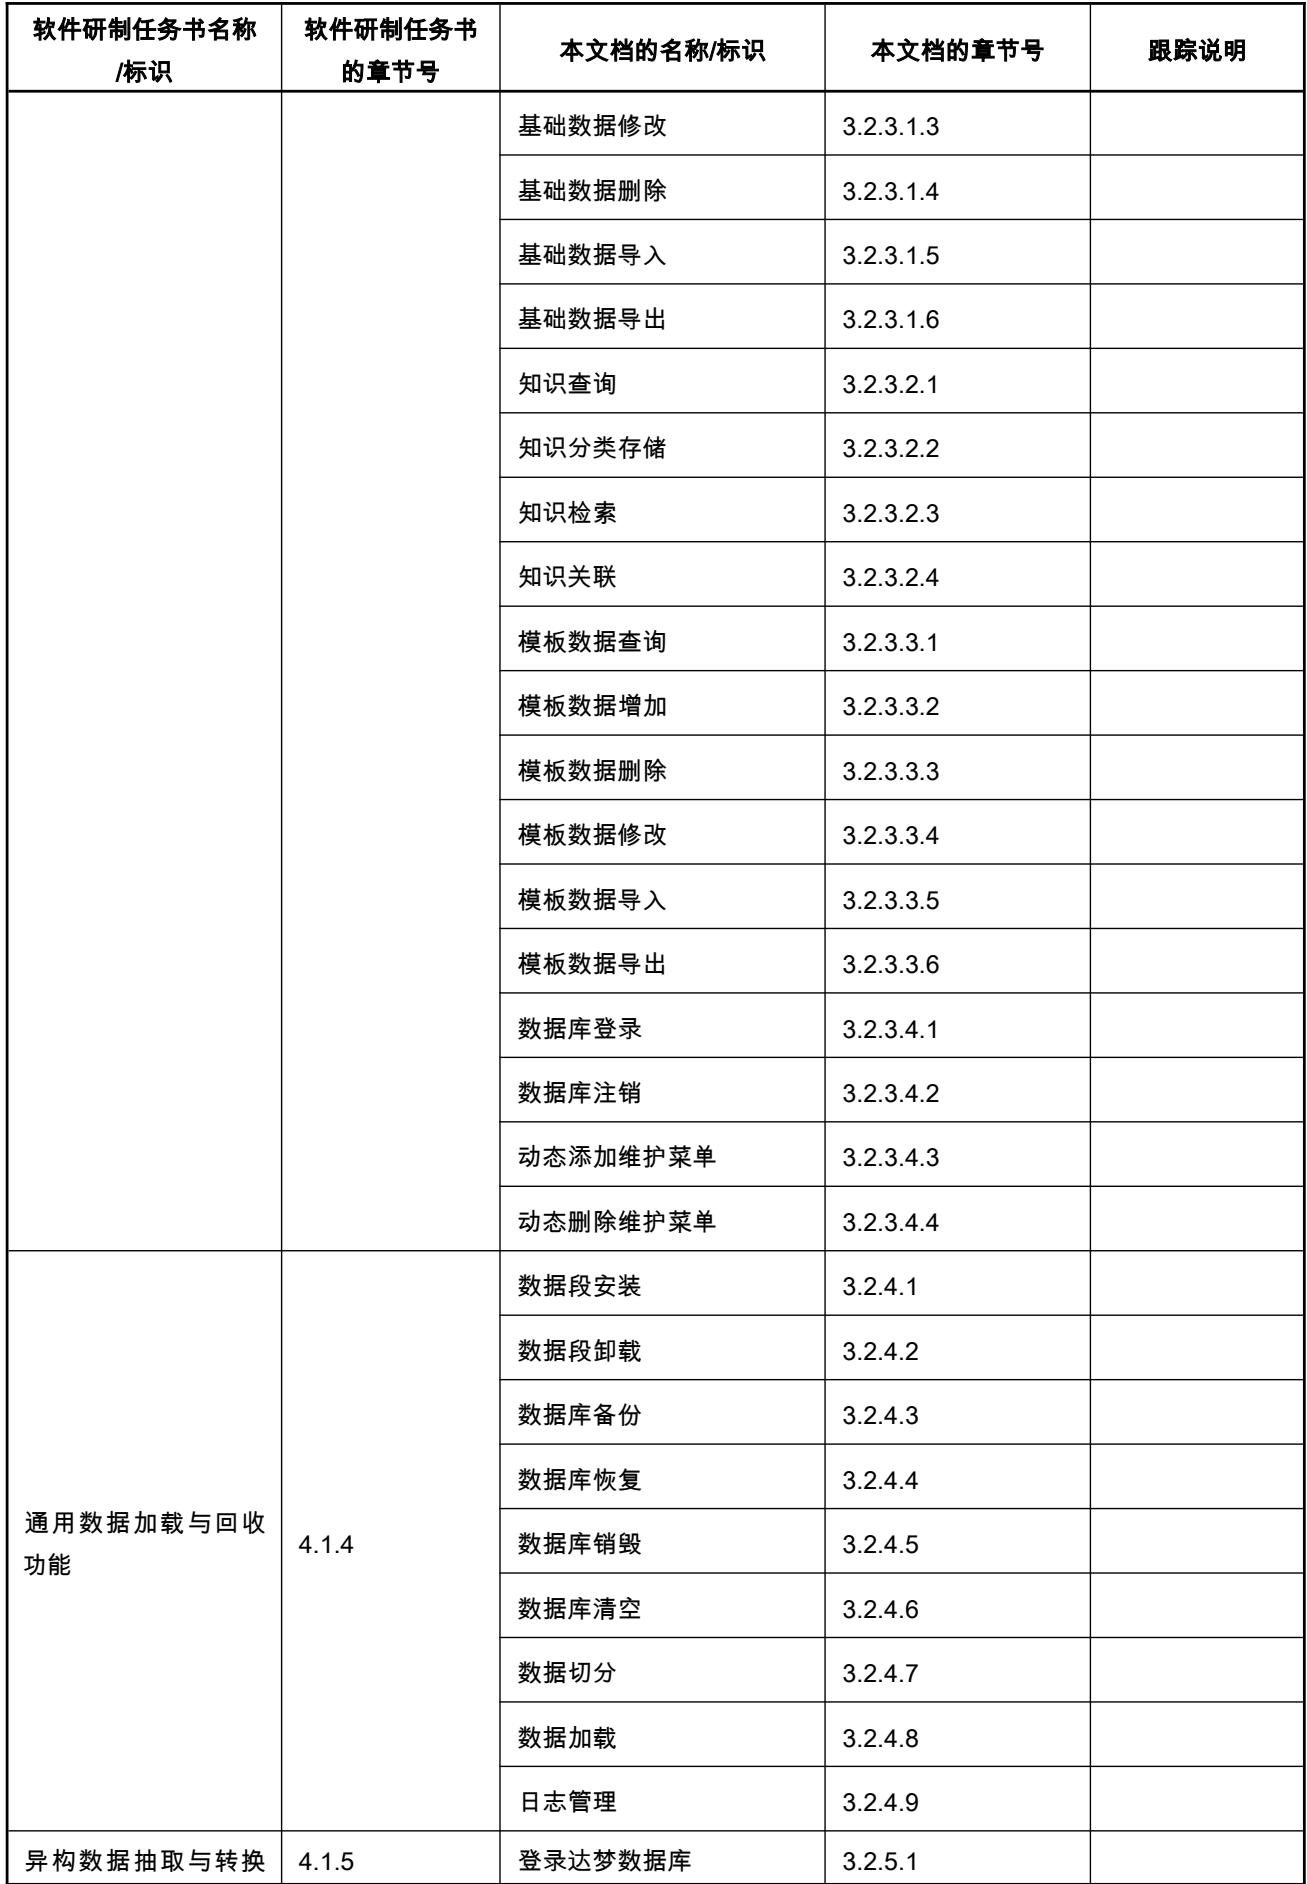 软件研制任务书名称
/标识
软件研制任务书
的章节号
本文档的名称/标识
本文档的章节号
跟踪说明
基础数据修改
3.2.3.1.3
基础数据删除
3.2.3.1.4
基础数据导入
3.2.3.1.5
基础数据导出
3.2.3.1.6
知识查询
3.2.3.2.1
知识分类存储
3.2.3.2.2
知识检索
3.2.3.2.3
知识关联
3.2.3.2.4
模板数据查询
3.2.3.3.1
模板数据增加
3.2.3.3.2
模板数据删除
3.2.3.3.3
模板数据修改
3.2.3.3.4
模板数据导入
3.2.3.3.5
模板数据导出
3.2.3.3.6
数据库登录
3.2.3.4.1
数据库注销
3.2.3.4.2
动态添加维护菜单
3.2.3.4.3
动态删除维护菜单
3.2.3.4.4
通用数据加载与回收
功能
4.1.4
数据段安装
3.2.4.1
数据段卸载
3.2.4.2
数据库备份
3.2.4.3
数据库恢复
3.2.4.4
数据库销毁
3.2.4.5
数据库清空
3.2.4.6
数据切分
3.2.4.7
数据加载
3.2.4.8
日志管理
3.2.4.9
异构数据抽取与转换
4.1.5
登录达梦数据库
3.2.5.1